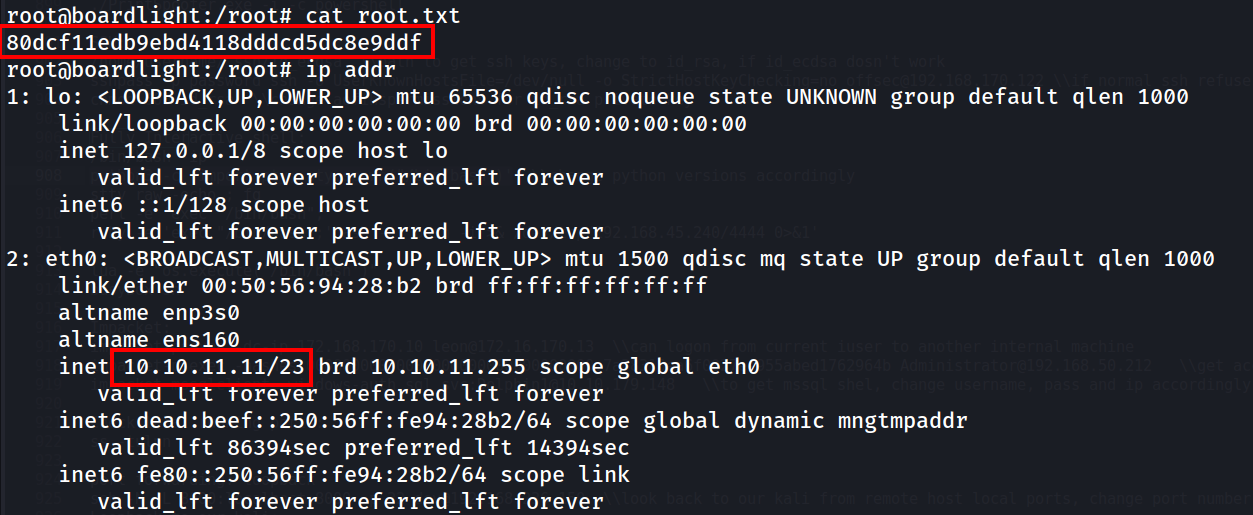 root@boardlight:/root# cat root.txt
80dcf11edb9ebd4118dddcd5dc8e9ddf
root@boardlight:/root# ip addr
1: lo: <LOOPBACK,UP,LOWER_UP> mtu 65536 qdisc noqueue state UNKNOWN group default qlen 1000
    link/loopback 00:00:00:00:00:00 brd 00:00:00:00:00:00
    inet 127.0.0.1/8 scope host lo
       valid_lft forever preferred_lft forever
    inet6 ::1/128 scope host
       valid_lft forever preferred_lft forever
2: eth0: <BROADCAST,MULTICAST,UP,LOWER_UP> mtu 1500 qdisc mq state UP group default qlen 1000
    link/ether 00:50:56:94:28:b2 brd ff:ff:ff:ff:ff:ff
    altname enp3s0
    altname ens160
    inet 10.10.11.11/23 brd 10.10.11.255 scope global eth0
       valid_lft forever preferred_lft forever
    inet6 dead:beef::250:56ff:fe94:28b2/64 scope global dynamic mngtmpaddr
       valid_lft 86394sec preferred_lft 14394sec
    inet6 fe80::250:56ff:fe94:28b2/64 scope link
       valid_lft forever preferred_lft forever